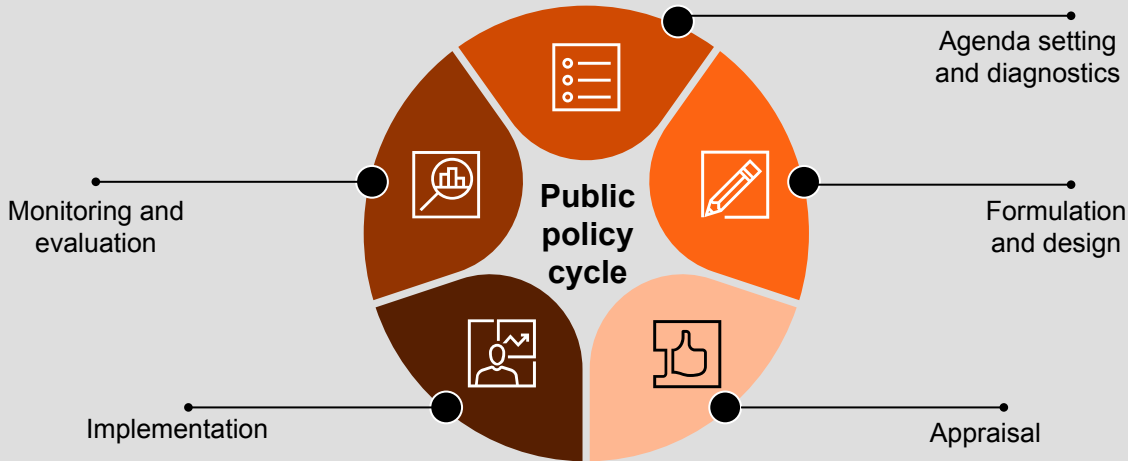 Agenda setting
and diagnostics
Formulation
and design
Appraisal
Implementation
Monitoring and
evaluation
Public
policy
cycle